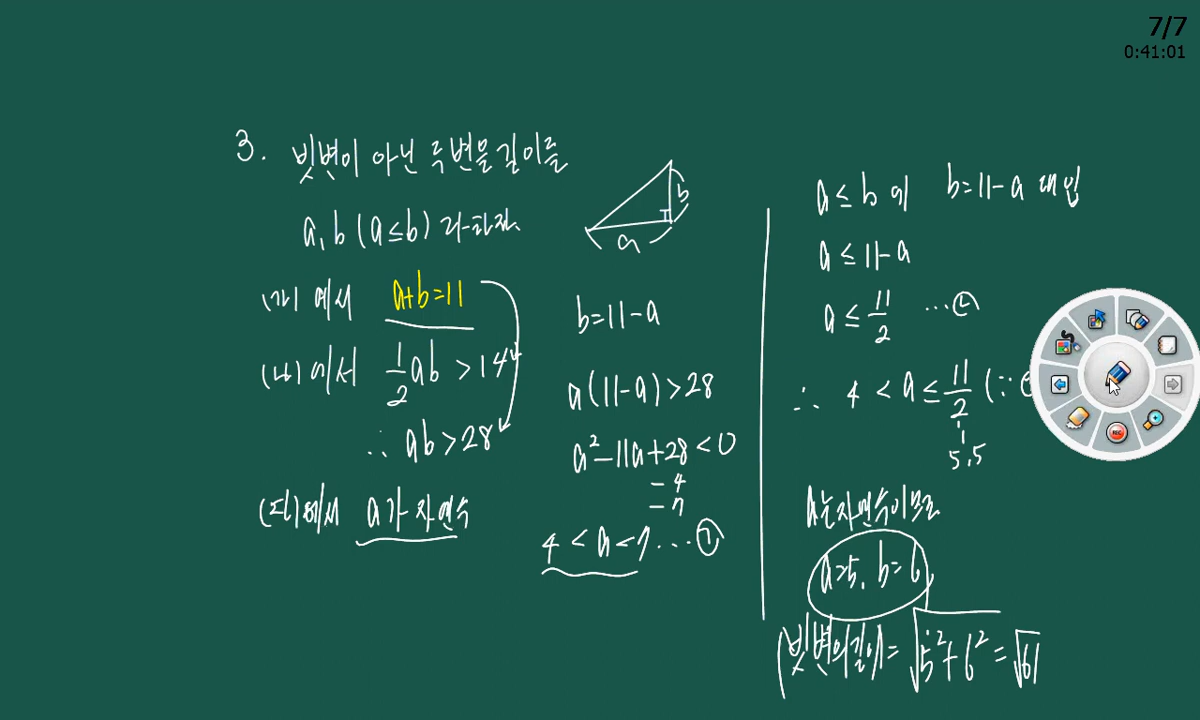 7/7
0:41:01
3. 빗변이 아닌 두변을 길이를
a, b (a≤b) 라하자.
b
a
(가) 에서 a+b=11
(나) 에서 1/2 ab > 14
∴ ab > 28
(다)에서 a가 자연수
b=11-a
a(11-a)>28
a²-11a+28<0
-4
-7
4 < a < 7 … ①
a ≤ b 에 b=11-a 대입
a ≤ 11-a
a ≤ 11/2 … ②
∴ 4 < a ≤ 11/2 (∵
5.5
a는 자연수이므로
a=5, b=6
(빗변의길이) = √5²+6² = √61
REC